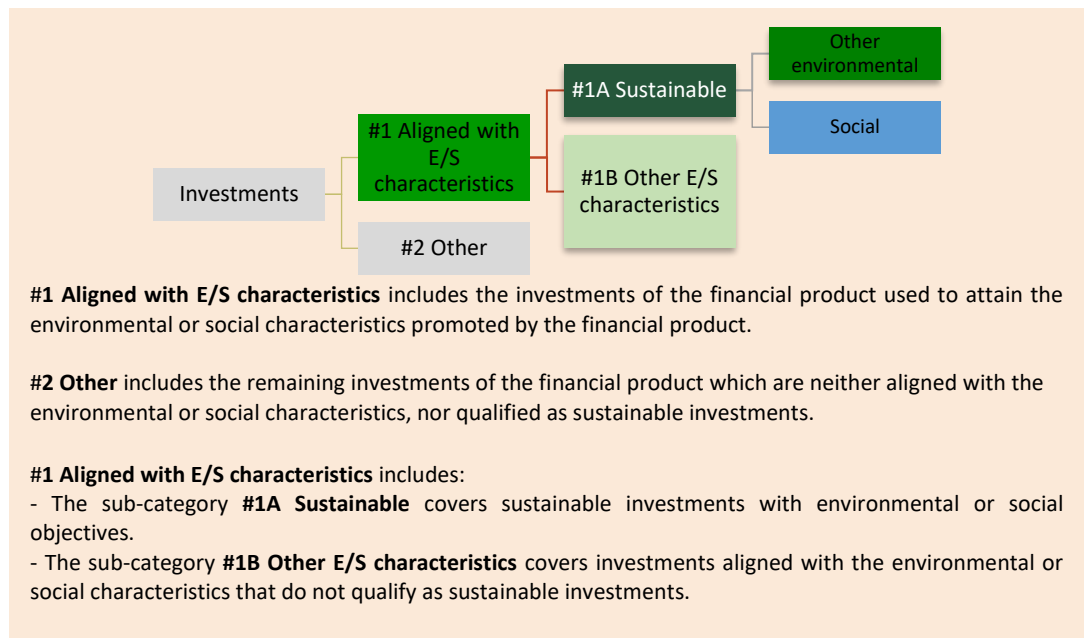 Other
environmental
#1A Sustainable
Social
#1 Aligned with
E/S
characteristics
#1B Other E/S
characteristics
Investments
#2 Other
#1 Aligned with E/S characteristics includes the investments of the financial product used to attain the
environmental or social characteristics promoted by the financial product.
#2 Other includes the remaining investments of the financial product which are neither aligned with the
environmental or social characteristics, nor qualified as sustainable investments.
#1 Aligned with E/S characteristics includes:
- The sub-category #1A Sustainable covers sustainable investments with environmental or social
objectives.
- The sub-category #1B Other E/S characteristics covers investments aligned with the environmental or
social characteristics that do not qualify as sustainable investments.